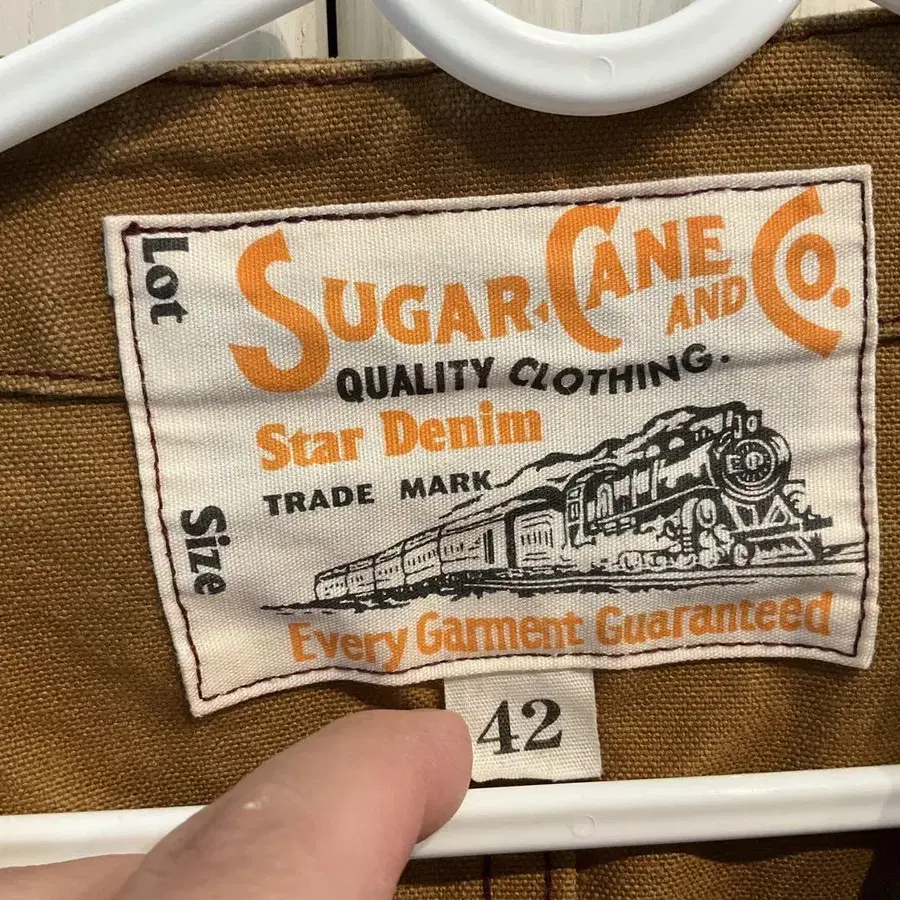 Lot
SUGAR CANE AND CO.
QUALITY CLOTHING.
Star Denim
TRADE MARK
Size
Every Garment Guaranteed
42